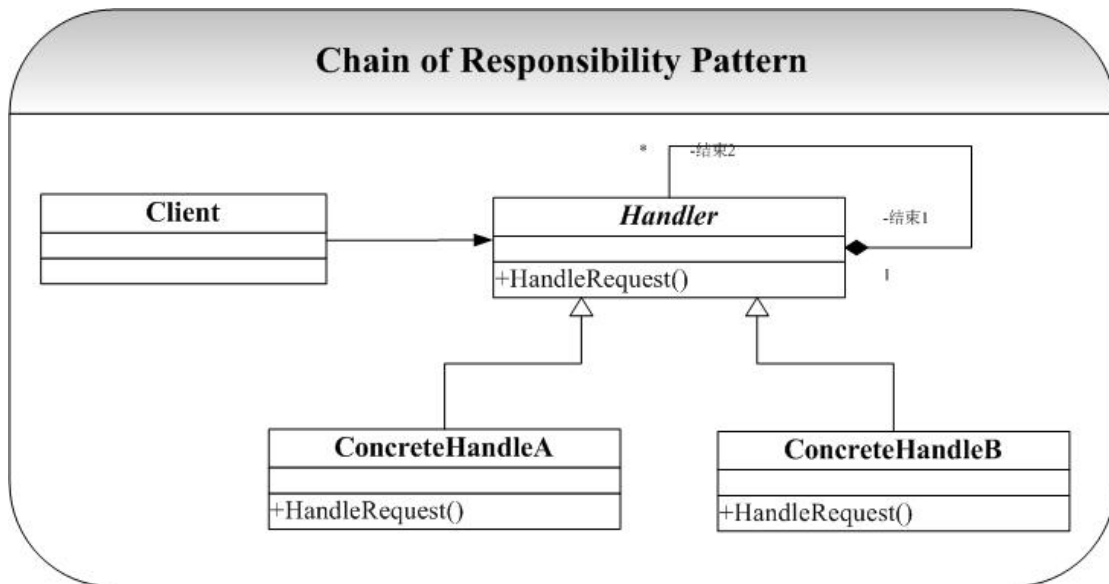 Chain of Responsibility Pattern
* -结束2
Client
Handler
-结束1
+HandleRequest()
1
ConcreteHandleA
ConcreteHandleB
+HandleRequest()
+HandleRequest()